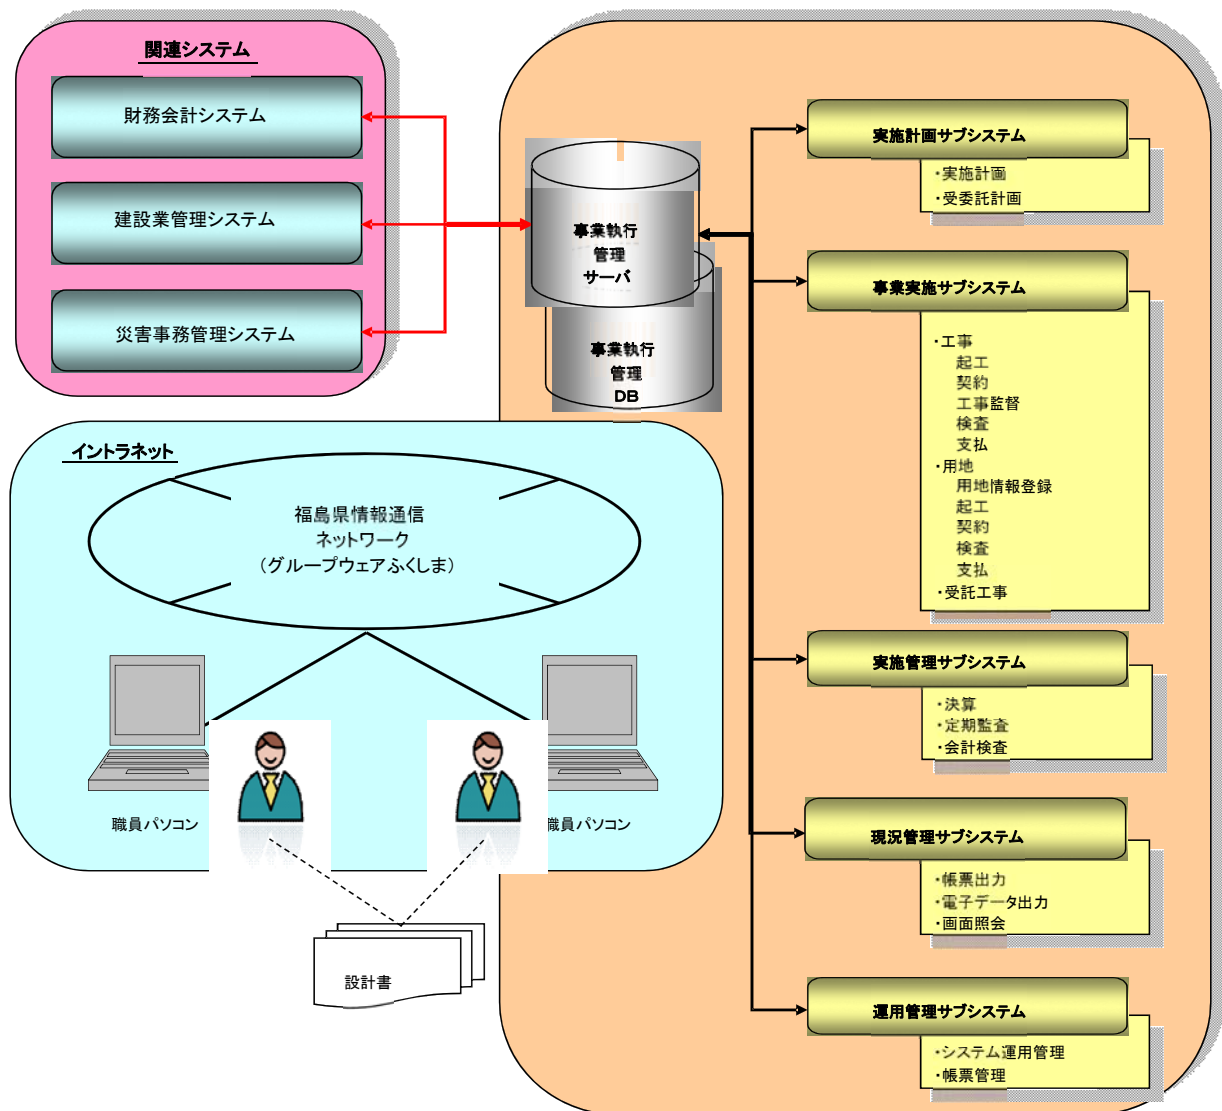 関連システム
財務会計システム
建設業管理システム
災害事務管理システム
事業執行
管理
サーバ
事業執行
管理
DB
イントラネット
福島県情報通信
ネットワーク
(グループウェアふくしま)
職員パソコン
職員パソコン
設計書
実施計画サブシステム
・実施計画
・受委託計画
事業実施サブシステム
・工事
起工
契約
工事監督
検査
支払
・用地
用地情報登録
起工
契約
検査
支払
・受託工事
実施管理サブシステム
・決算
・定期監査
・会計検査
現況管理サブシステム
・帳票出力
・電子データ出力
・画面照会
運用管理サブシステム
・システム運用管理
・帳票管理